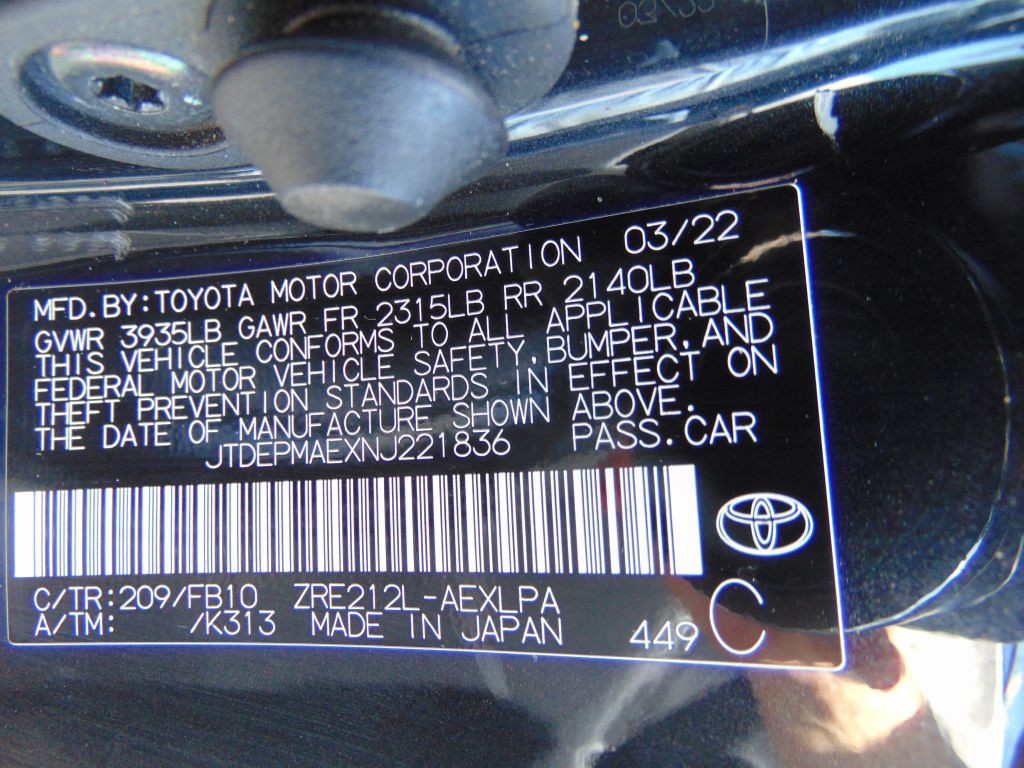 MFD.BY:TOYOTA MOTOR CORPORATION 03/22
GVWR 3935LB GAWR FR 2315LB RR 2140LB
THIS VEHICLE CONFORMS TO ALL APPLICABLE
FEDERAL MOTOR VEHICLE SAFETY,BUMPER,AND
THEFT PREVENTION STANDARDS IN EFFECT ON
THE DATE OF MANUFACTURE SHOWN ABOVE.
JTDEPMAEXNJ221836 PASS.CAR
C/TR:209/FB10 ZRE212L-AEXLPA
A/TM: /K313 MADE IN JAPAN 449 C